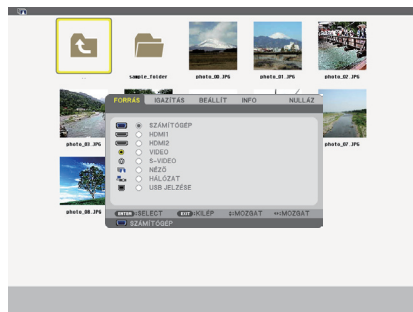 ..
sample_folder
photo_00.JPG
photo_01.JPG
photo_02.JPG
photo_03.JPG
photo_07.JPG
photo_08.JPG
FORRÁS IGAZÍTÁS BEÁLLÍT INFO NULLÁZ
SZÁMÍTÓGÉP
HDMI1
HDMI2
VIDEO
S-VIDEO
NÉZŐ
HÁLÓZAT
USB JELZÉSE
ENTER :SELECT EXIT :KILÉP ↕:MOZGAT ↔:MOZGAT
SZÁMÍTÓGÉP